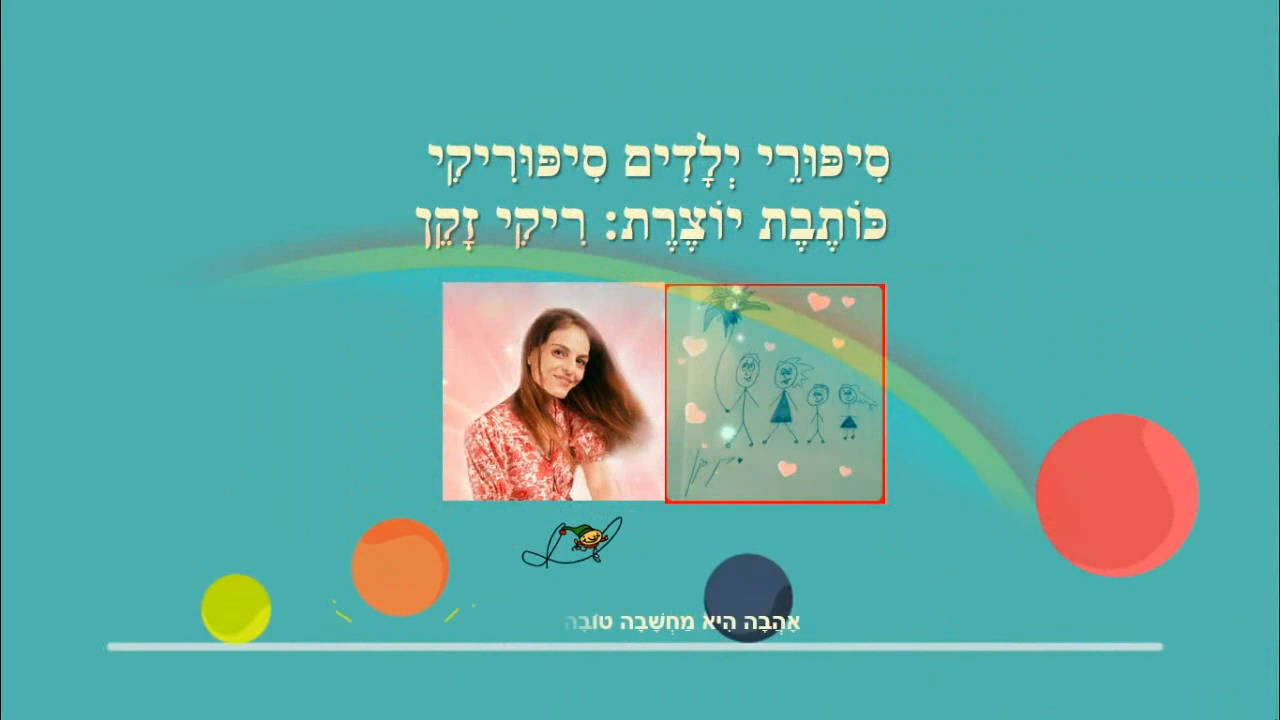 סִיפּוּרֵי יְלָדִים סִיפּוּרִיקִי
כּוֹתֶבֶת יוֹצֶרֶת: רִיקִי זָקֵן
אַהֲבָה הִיא מַחְשָׁבָה טוֹבָה